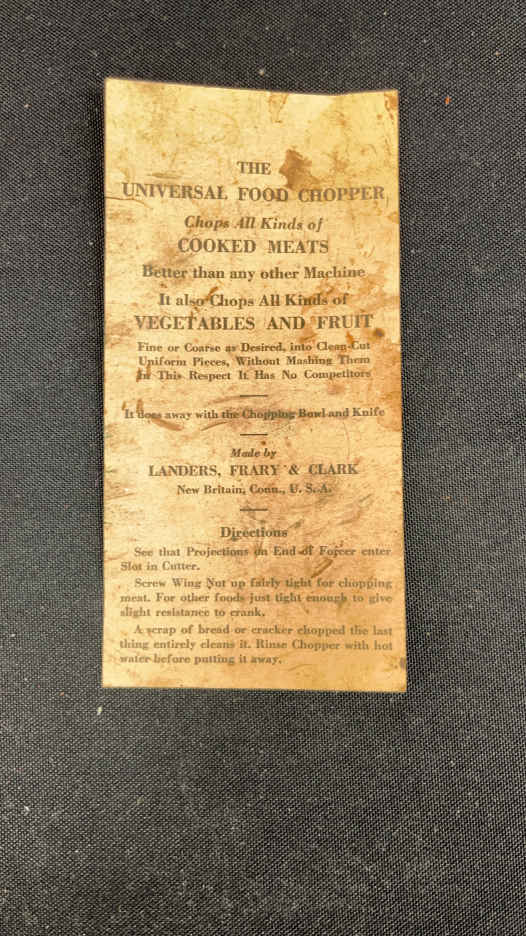 THE
UNIVERSAL FOOD CHOPPER
Chops All Kinds of
COOKED MEATS
Better than any other Machine
It also Chops All Kinds of
VEGETABLES AND FRUIT
Fine or Coarse as Desired, into Clean-Cut
Uniform Pieces, Without Mashing Them
In This Respect It Has No Competitors
It does away with the Chopping Bowl and Knife
Made by
LANDERS, FRARY & CLARK
New Britain, Conn., U. S. A.
Directions
See that Projections on End of Forcer enter
Slot in Cutter.
Screw Wing Nut up fairly tight for chopping
meat. For other foods just tight enough to give
slight resistance to crank.
A scrap of bread or cracker chopped the last
thing entirely cleans it. Rinse Chopper with hot
water before putting it away.